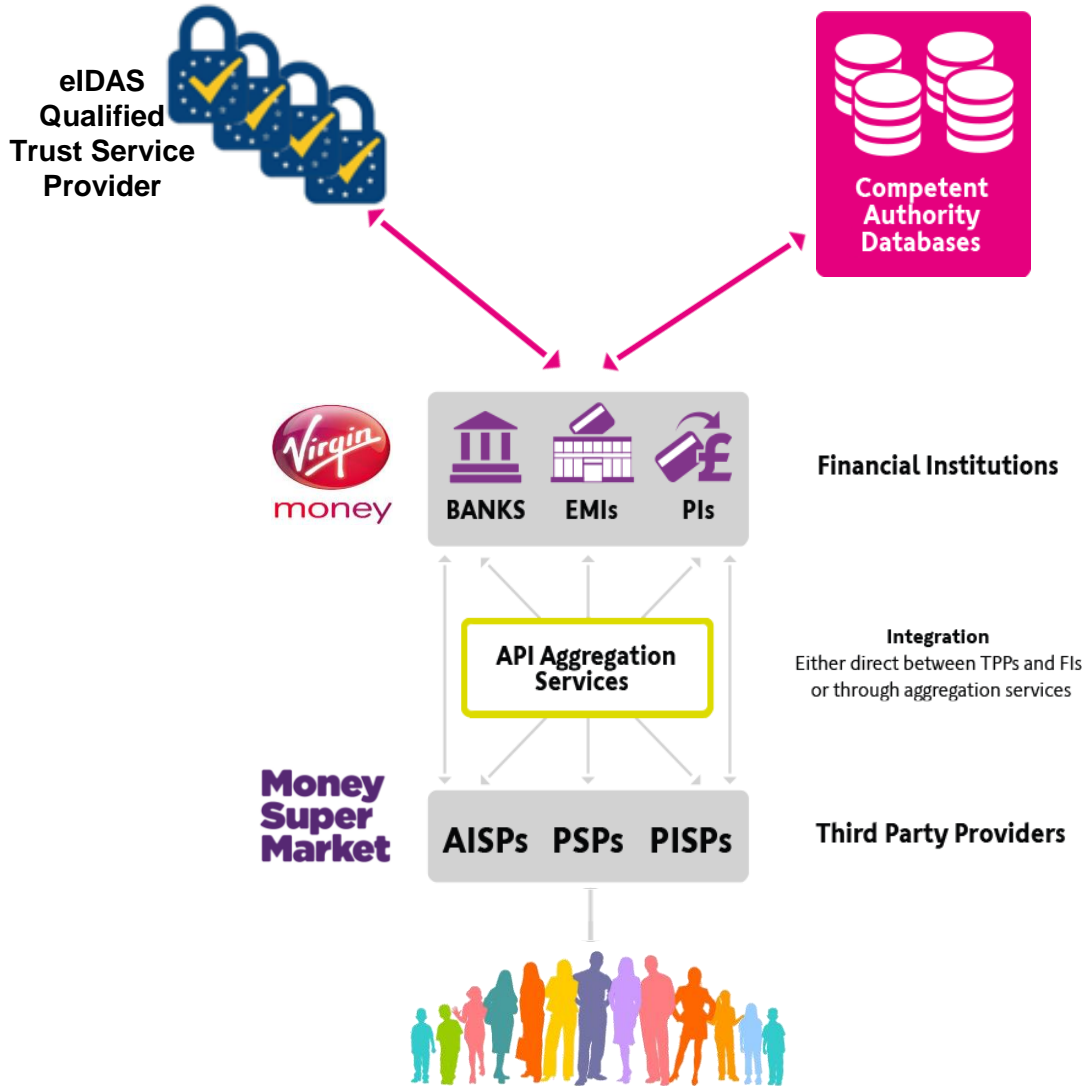 eIDAS
Qualified
Trust Service
Provider
Competent
Authority
Databases
Virgin
money
BANKS EMIs PIs
Financial Institutions
API Aggregation
Services
Integration
Either direct between TPPs and FIs
or through aggregation services
Money
Super
Market
AISPs PSPs PISPs
Third Party Providers